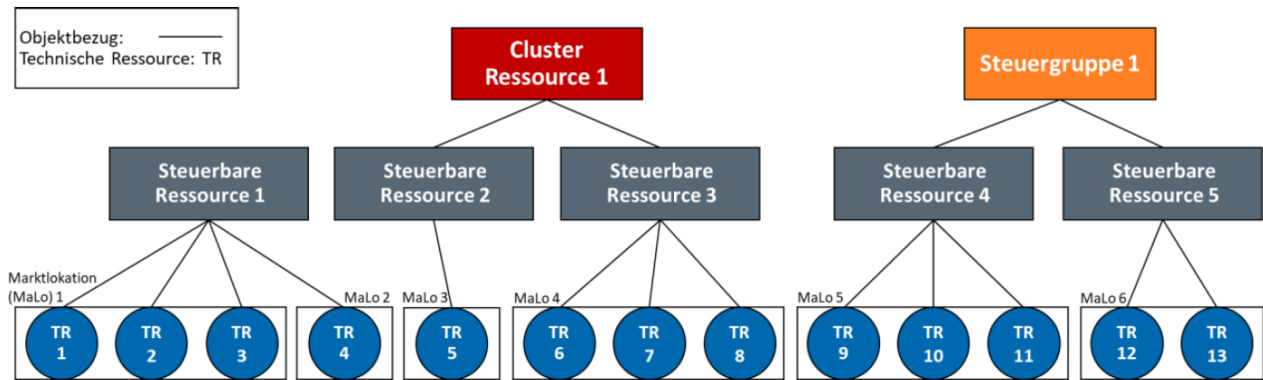 Objektbezug:
Technische Ressource: TR
Cluster
Ressource 1
Steuergruppe 1
Steuerbare
Ressource 1
Steuerbare
Ressource 2
Steuerbare
Ressource 3
Steuerbare
Ressource 4
Steuerbare
Ressource 5
Marktlokation
(MaLo) 1
MaLo 2
MaLo 3
MaLo 4
MaLo 5
MaLo 6
TR
1
TR
2
TR
3
TR
4
TR
5
TR
6
TR
7
TR
8
TR
9
TR
10
TR
11
TR
12
TR
13